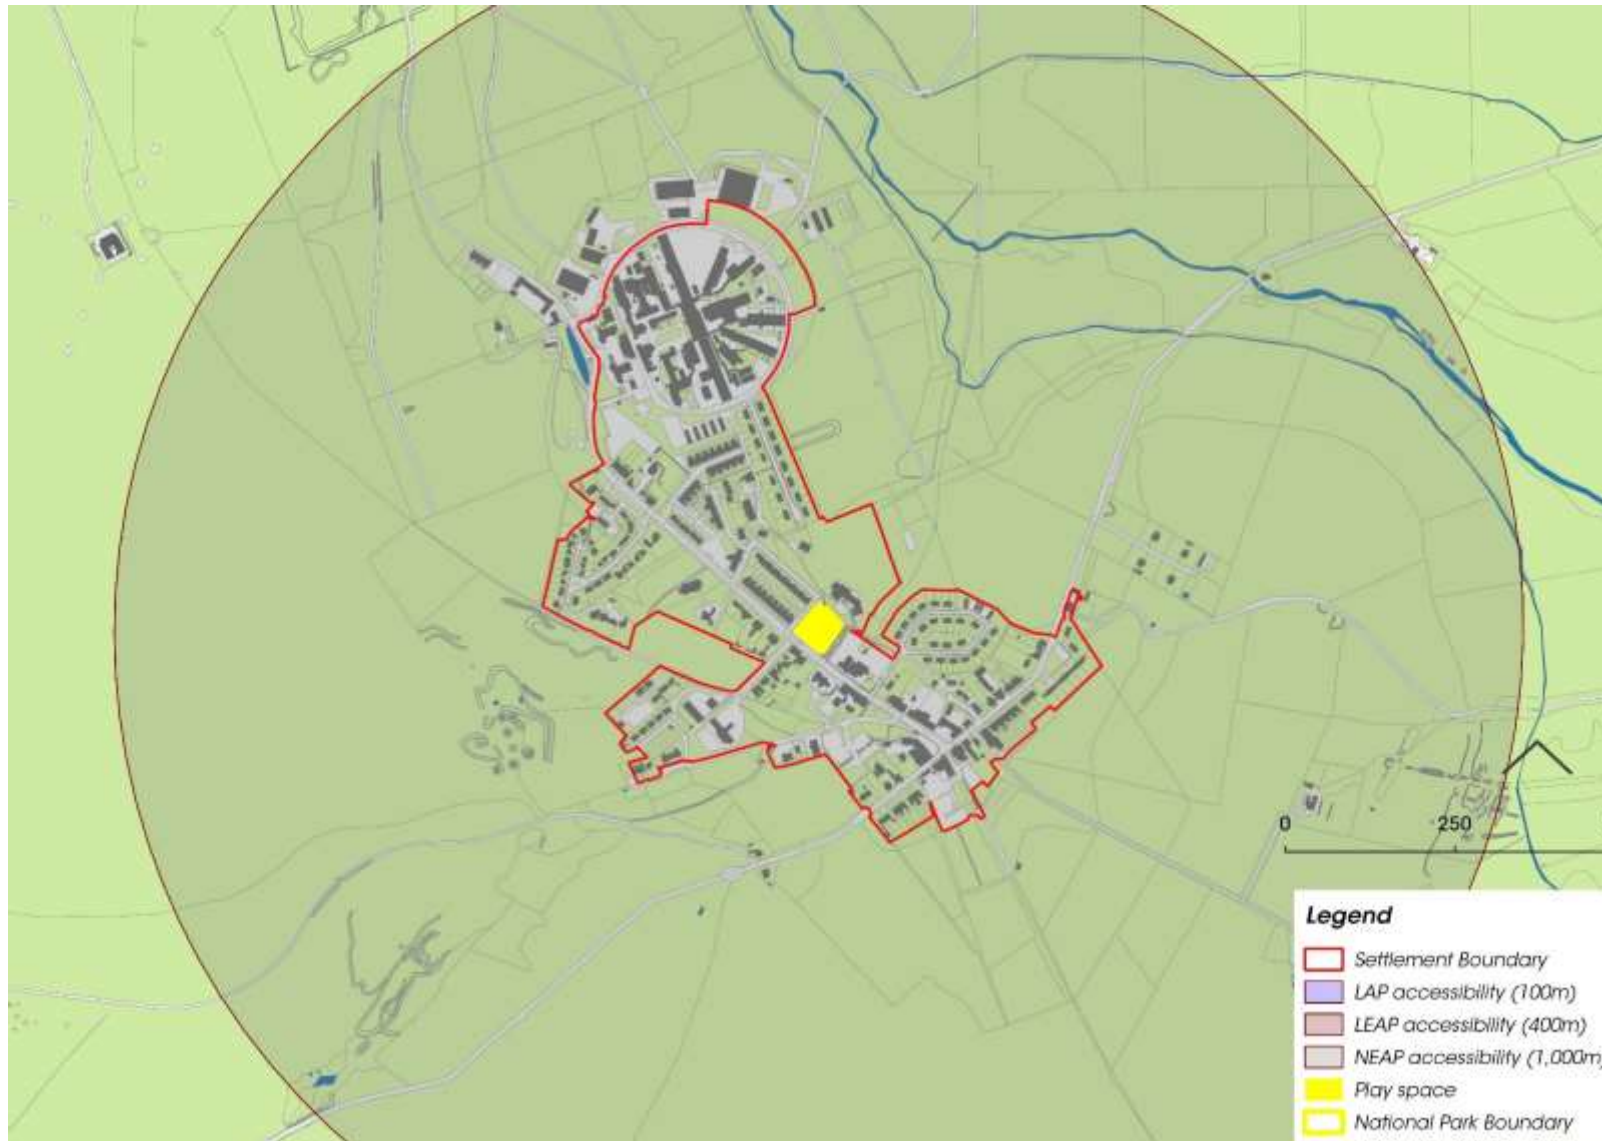 0 250
Legend
Settlement Boundary
LAP accessibility (100m)
LEAP accessibility (400m)
NEAP accessibility (1,000m)
Play space
National Park Boundary